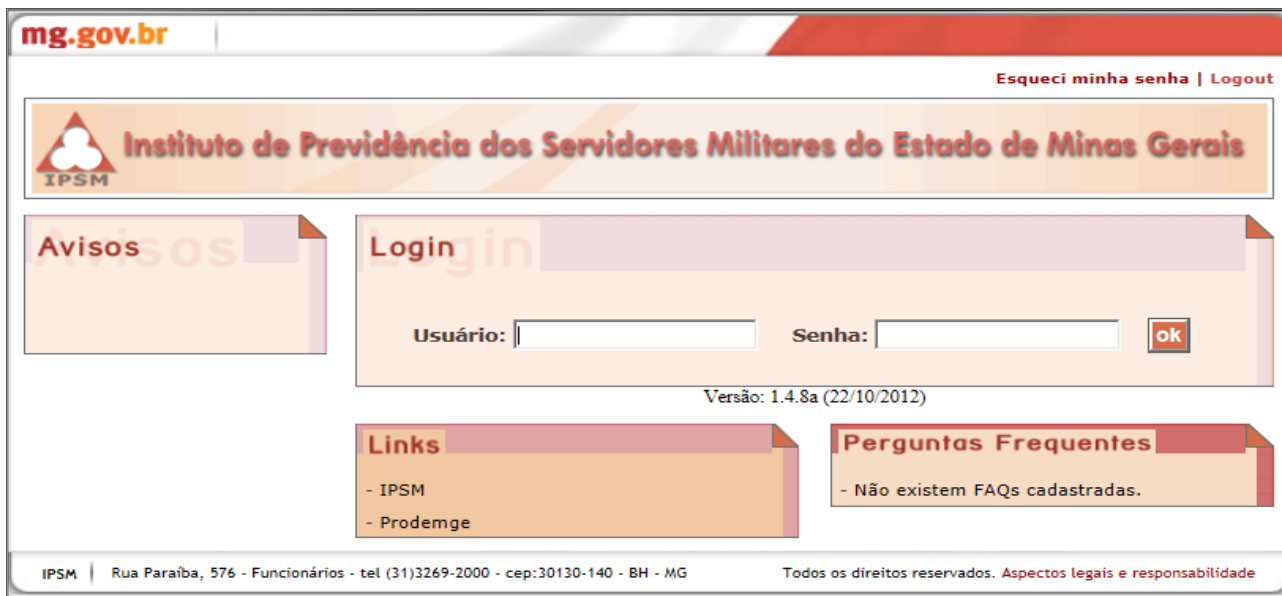 mg.gov.br
Esqueci minha senha | Logout
IPSM
Instituto de Previdência dos Servidores Militares do Estado de Minas Gerais
Avisos
Login
Usuário:
Senha:
ok
Versão: 1.4.8a (22/10/2012)
Links
- IPSM
- Prodemge
Perguntas Frequentes
- Não existem FAQs cadastradas.
IPSM | Rua Paraíba, 576 - Funcionários - tel (31)3269-2000 - cep:30130-140 - BH - MG
Todos os direitos reservados. Aspectos legais e responsabilidade